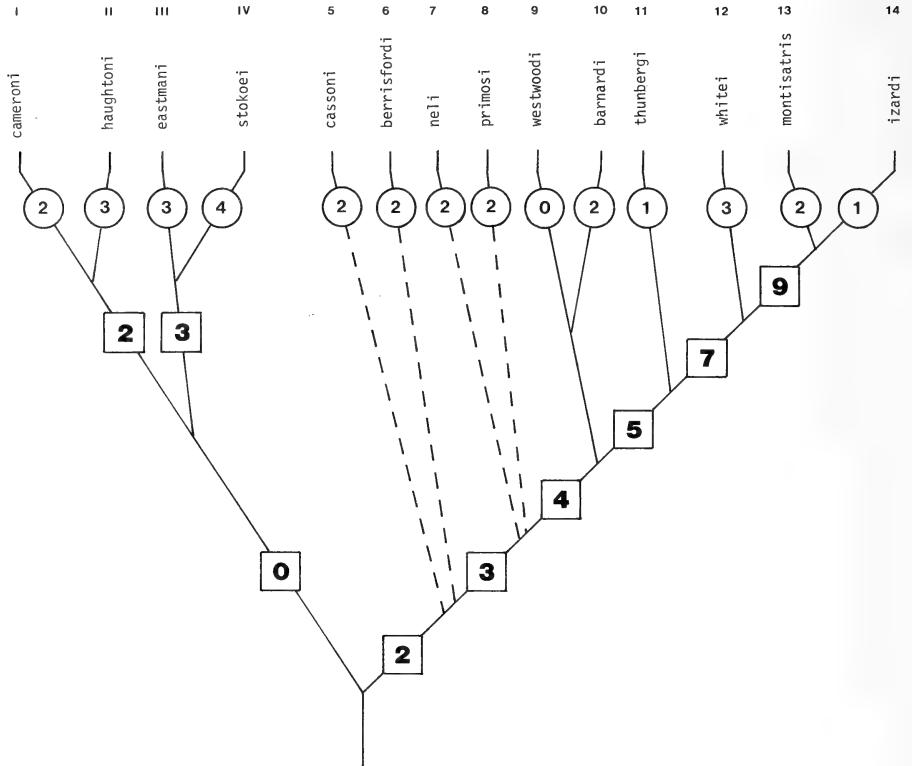 I II III IV 5 6 7 8 9 10 11 12 13 14
cameroni haughtoni eastmani stokoei cassoni berrisfordi neli primosi westwoodi barnardi thunbergi whitei montisatris izardi
2 3 3 4 2 2 2 2 0 2 1 3 2 1
9
2 3
7
5
4
0 3
2